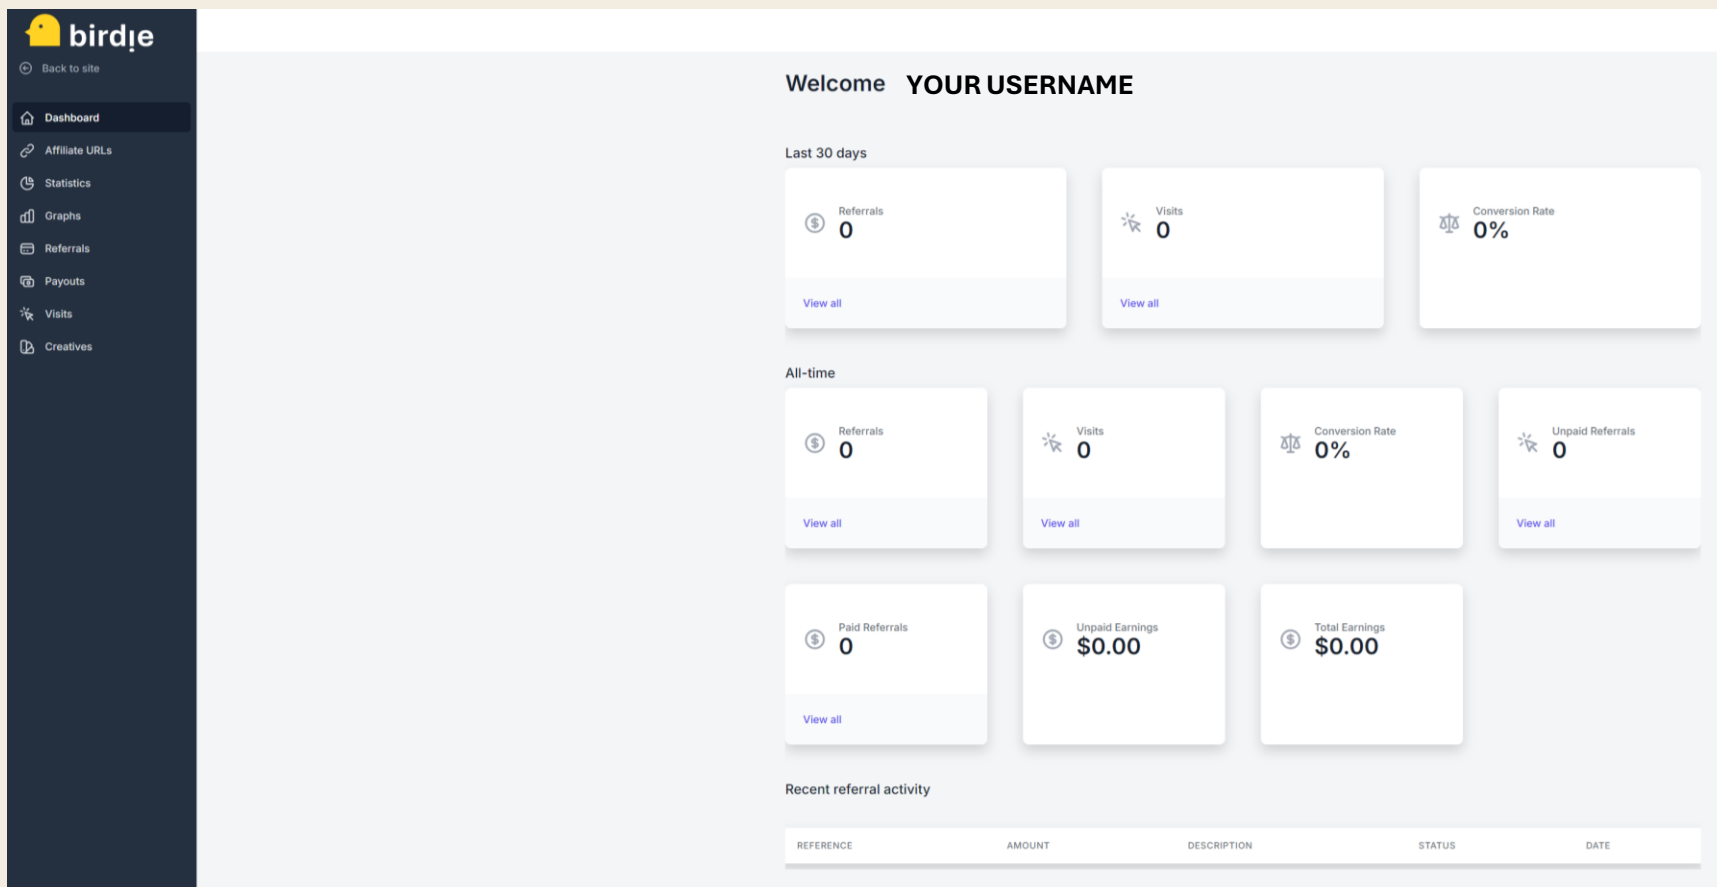 birdie
Back to site
Dashboard
Affiliate URLs
Statistics
Graphs
Referrals
Payouts
Visits
Creatives
Welcome YOUR USERNAME
Last 30 days
Referrals
0
View all
Visits
0
View all
Conversion Rate
0%
All-time
Referrals
0
View all
Visits
0
View all
Conversion Rate
0%
Unpaid Referrals
0
View all
Paid Referrals
0
View all
Unpaid Earnings
$0.00
Total Earnings
$0.00
Recent referral activity
REFERENCE AMOUNT DESCRIPTION STATUS DATE